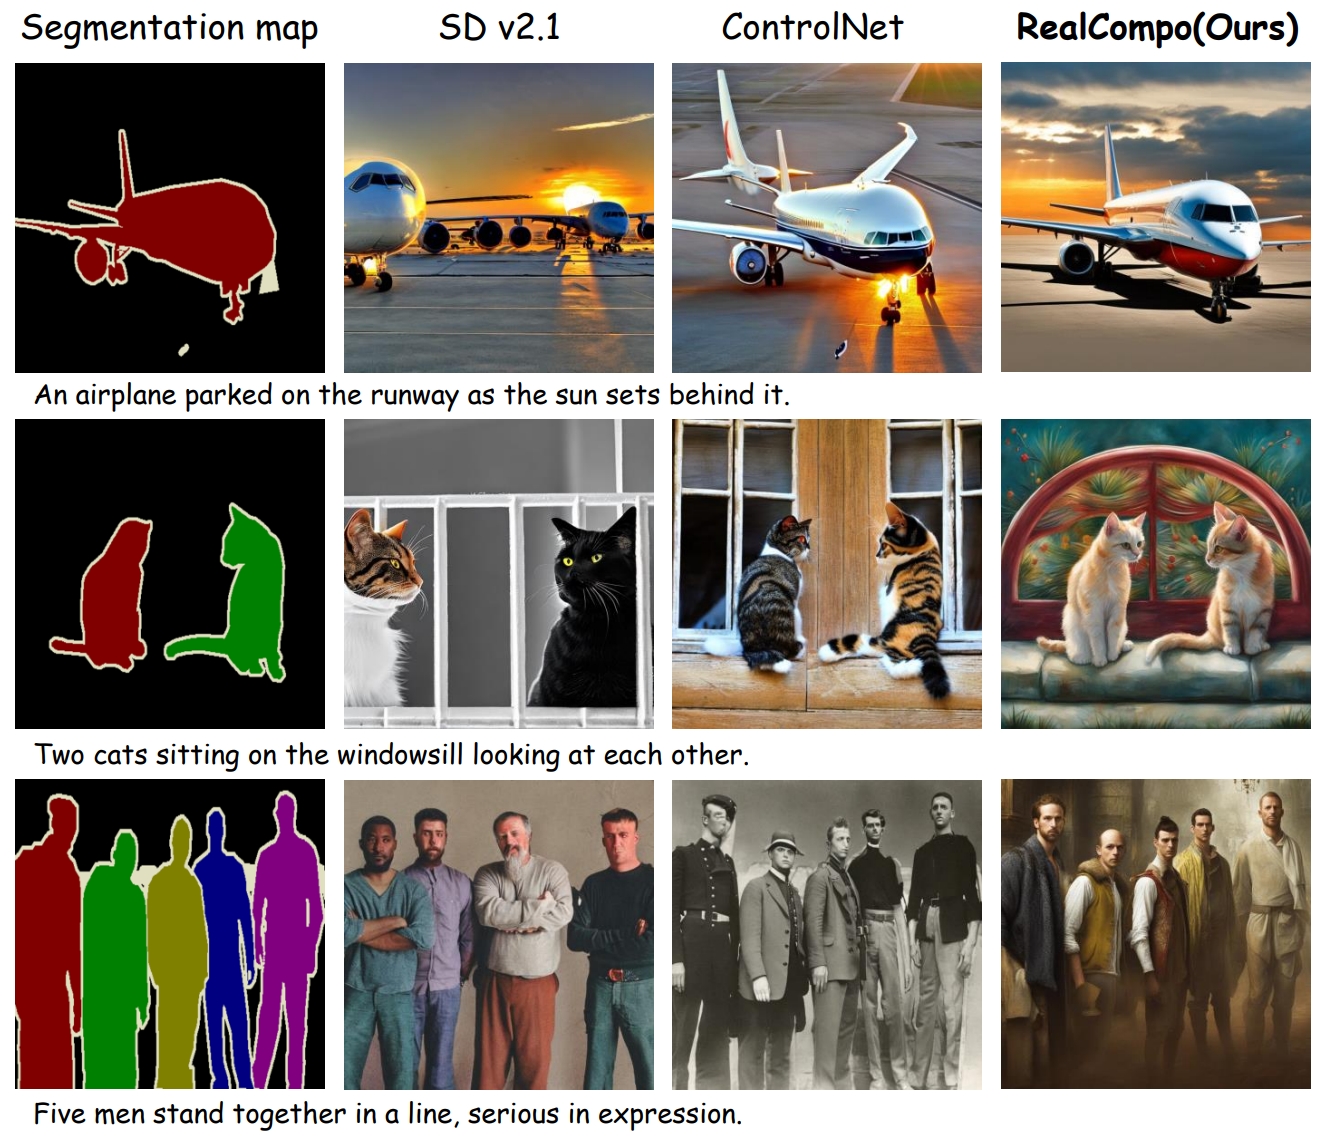 Segmentation map
SD v2.1
ControlNet
RealCompo(Ours)
An airplane parked on the runway as the sun sets behind it.
Two cats sitting on the windowsill looking at each other.
Five men stand together in a line, serious in expression.